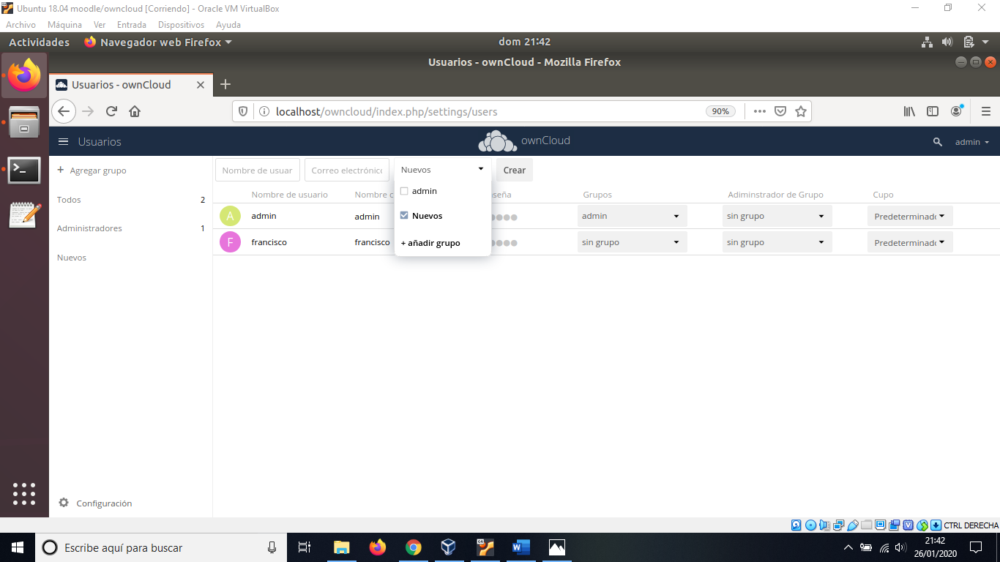 Ubuntu 18.04 moodle/owncloud [Corriendo] - Oracle VM VirtualBox
Archivo Máquina Ver Entrada Dispositivos Ayuda
Actividades Navegador web Firefox dom 21:42
Usuarios - ownCloud - Mozilla Firefox
Usuarios - ownCloud
localhost/owncloud/index.php/settings/users 90%
Usuarios ownCloud admin
+ Agregar grupo Nombre de usuar Correo electrónico Nuevos Crear
admin
Todos 2 Nombre de usuario Nombre c seña Grupos Adiminstrador de Grupo Cupo
A admin admin Nuevos admin sin grupo Predeterminado
Administradores 1
F francisco francisco + añadir grupo sin grupo sin grupo Predeterminado
Nuevos
Configuración
CTRL DERECHA
Escribe aquí para buscar 21:42
26/01/2020